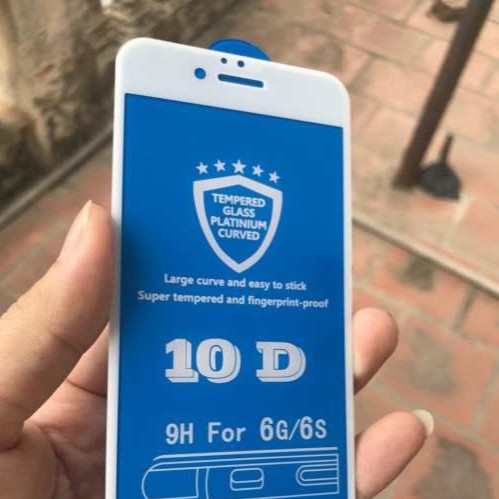 TEMPERED
GLASS
PLATINIUM
CURVED
Large curve and easy to stick
Super tempered and fingerprint-proof
10 D
9H For 6G/6S